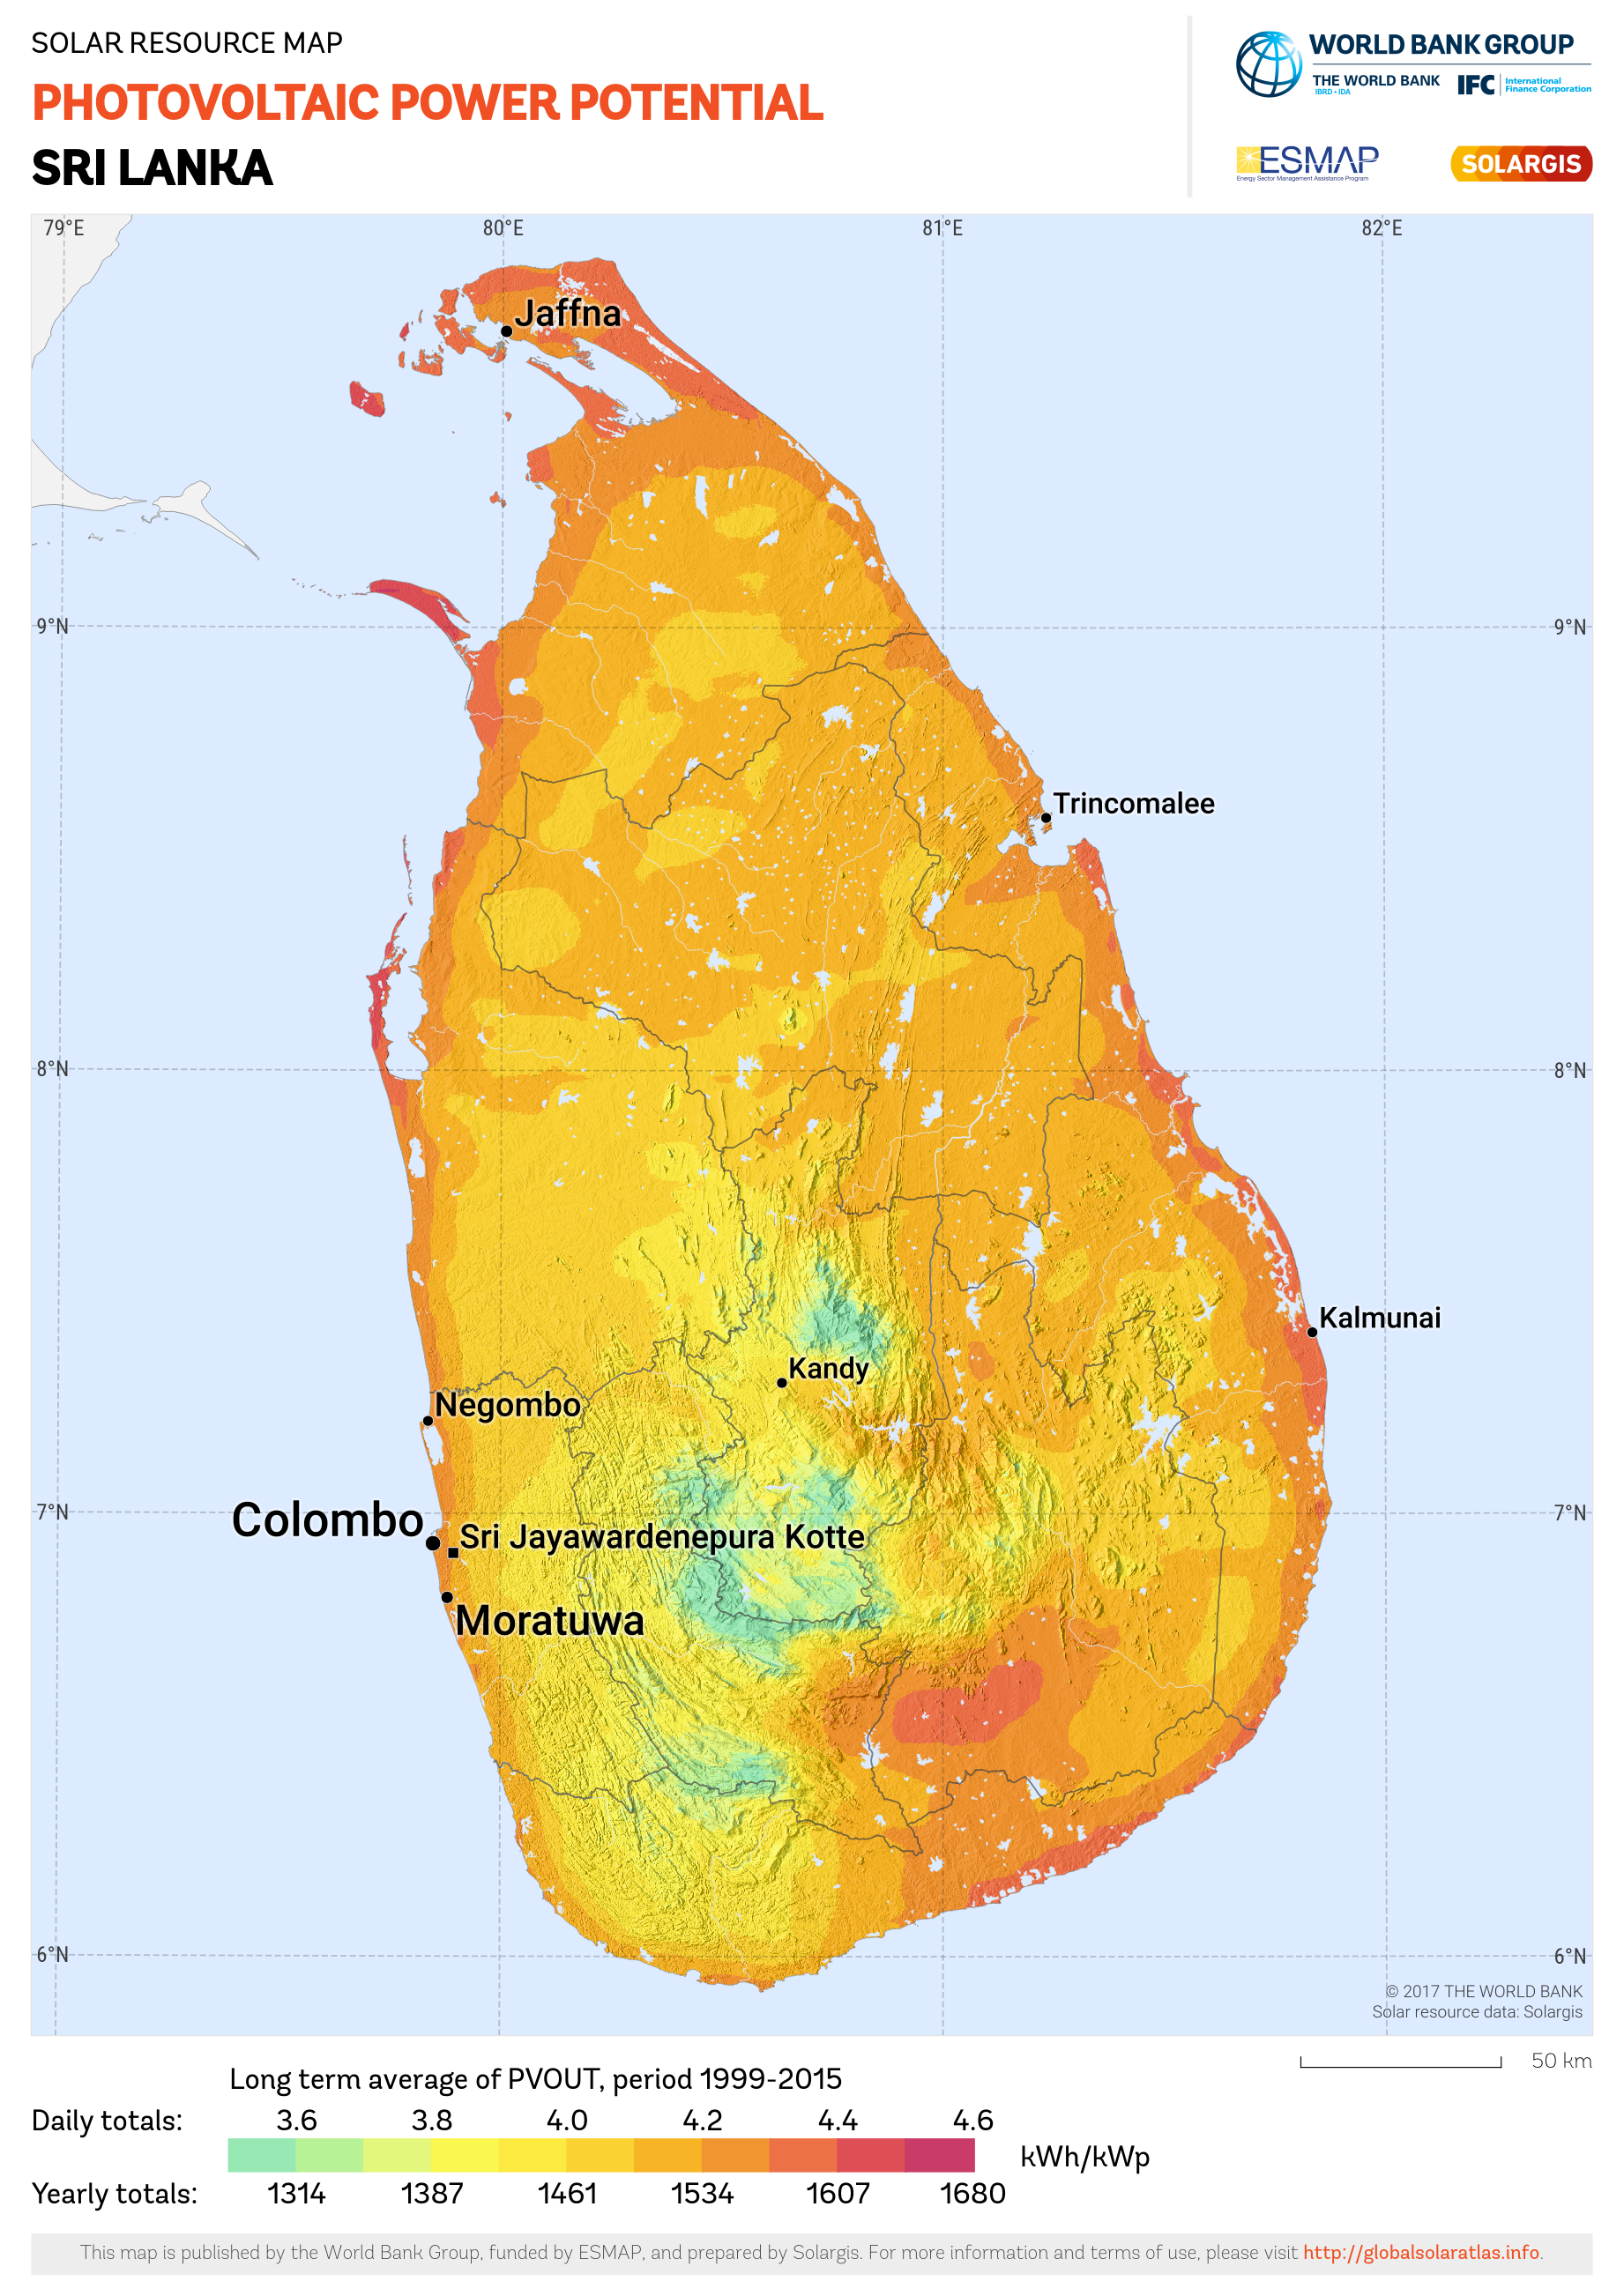 SOLAR RESOURCE MAP
PHOTOVOLTAIC POWER POTENTIAL
SRI LANKA
WORLD BANK GROUP
THE WORLD BANK
IBRD • IDA
IFC
International
Finance Corporation
ESMAP
Energy Sector Management Assistance Program
SOLARGIS
79°E 80°E 81°E 82°E
Jaffna
9°N 9°N
Trincomalee
8°N 8°N
Kalmunai
Kandy
Negombo
7°N 7°N
Colombo
Sri Jayawardenepura Kotte
Moratuwa
6°N 6°N
© 2017 THE WORLD BANK
Solar resource data: Solargis
50 km
Long term average of PVOUT, period 1999-2015
Daily totals: 3.6 3.8 4.0 4.2 4.4 4.6
kWh/kWp
Yearly totals: 1314 1387 1461 1534 1607 1680
This map is published by the World Bank Group, funded by ESMAP, and prepared by Solargis. For more information and terms of use, please visit http://globalsolaratlas.info.